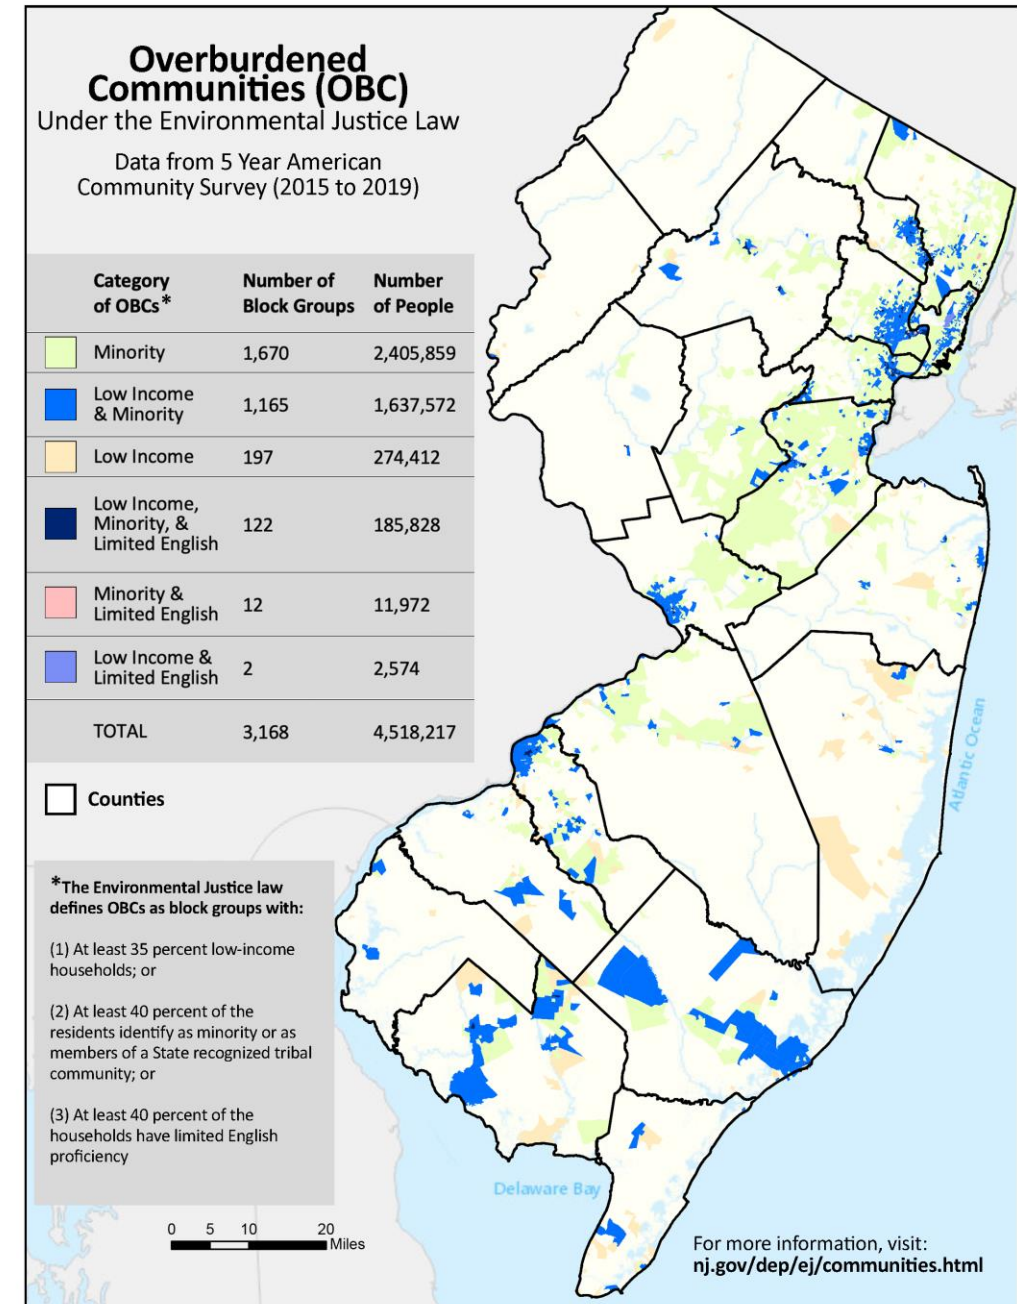 Overburdened
Communities (OBC)
Under the Environmental Justice Law
Data from 5 Year American
Community Survey (2015 to 2019)
Category of OBCs* Number of Block Groups Number of People
Minority 1,670 2,405,859
Low Income & Minority 1,165 1,637,572
Low Income 197 274,412
Low Income, Minority, & Limited English 122 185,828
Minority & Limited English 12 11,972
Low Income & Limited English 2 2,574
TOTAL 3,168 4,518,217
Counties
*The Environmental Justice law
defines OBCs as block groups with:
(1) At least 35 percent low-income
households; or
(2) At least 40 percent of the
residents identify as minority or as
members of a State recognized tribal
community; or
(3) At least 40 percent of the
households have limited English
proficiency
0 5 10 20
Miles
Atlantic Ocean
Delaware Bay
For more information, visit:
nj.gov/dep/ej/communities.html